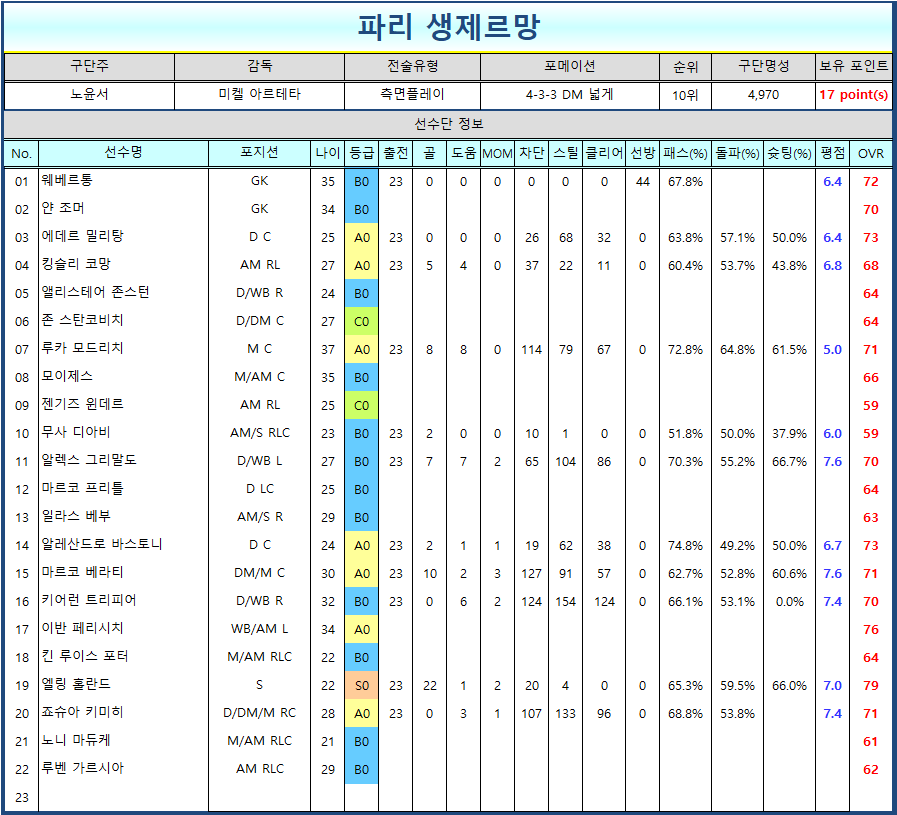 파리 생제르망
구단주 감독 전술유형 포메이션 순위 구단명성 보유 포인트
노윤서 미켈 아르테타 측면플레이 4-3-3 DM 넓게 10위 4,970 17 point(s)
선수단 정보
No. 선수명 포지션 나이 등급 출전 골 도움 MOM 차단 스틸 클리어 선방 패스(%) 돌파(%) 슛팅(%) 평점 OVR
01 웨베르통 GK 35 B0 23 0 0 0 0 0 0 44 67.8% 6.4 72
02 얀 조머 GK 34 B0 70
03 에데르 밀리탕 D C 25 A0 23 0 0 0 26 68 32 0 63.8% 57.1% 50.0% 6.4 73
04 킹슬리 코망 AM RL 27 A0 23 5 4 0 37 22 11 0 60.4% 53.7% 43.8% 6.8 68
05 앨리스테어 존스턴 D/WB R 24 B0 64
06 존 스탄코비치 D/DM C 27 C0 64
07 루카 모드리치 M C 37 A0 23 8 8 0 114 79 67 0 72.8% 64.8% 61.5% 5.0 71
08 모이제스 M/AM C 35 B0 66
09 젠기즈 윈데르 AM RL 25 C0 59
10 무사 디아비 AM/S RLC 23 B0 23 2 0 0 10 1 0 0 51.8% 50.0% 37.9% 6.0 59
11 알렉스 그리말도 D/WB L 27 B0 23 7 7 2 65 104 86 0 70.3% 55.2% 66.7% 7.6 70
12 마르코 프리틀 D LC 25 B0 64
13 일라스 베부 AM/S R 29 B0 63
14 알레산드로 바스토니 D C 24 A0 23 2 1 1 19 62 38 0 74.8% 49.2% 50.0% 6.7 73
15 마르코 베라티 DM/M C 30 A0 23 10 2 3 127 91 57 0 62.7% 52.8% 60.6% 7.6 71
16 키어런 트리피어 D/WB R 32 B0 23 0 6 2 124 154 124 0 66.1% 53.1% 0.0% 7.4 70
17 이반 페리시치 WB/AM L 34 A0 76
18 킨 루이스 포터 M/AM RLC 22 B0 64
19 엘링 홀란드 S 22 S0 23 22 1 2 20 4 0 0 65.3% 59.5% 66.0% 7.0 79
20 죠슈아 키미히 D/DM/M RC 28 A0 23 0 3 1 107 133 96 0 68.8% 53.8% 7.4 71
21 노니 마듀케 M/AM RLC 21 B0 61
22 루벤 가르시아 AM RLC 29 B0 62
23